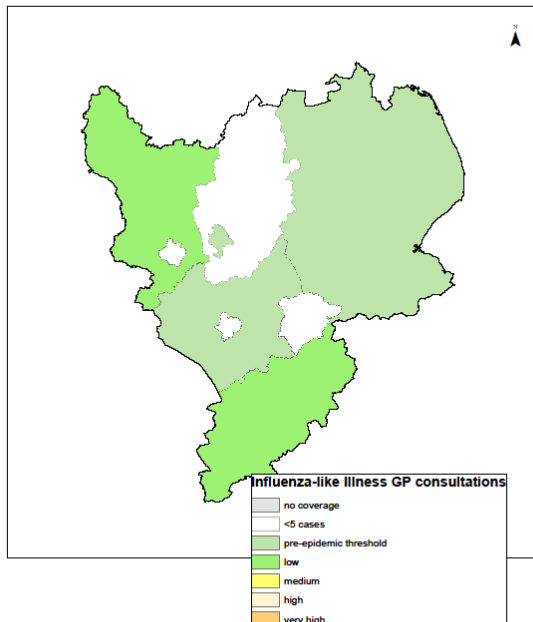 Influenza-like Illness GP consultations
no coverage
<5 cases
pre-epidemic threshold
low
medium
high
very high